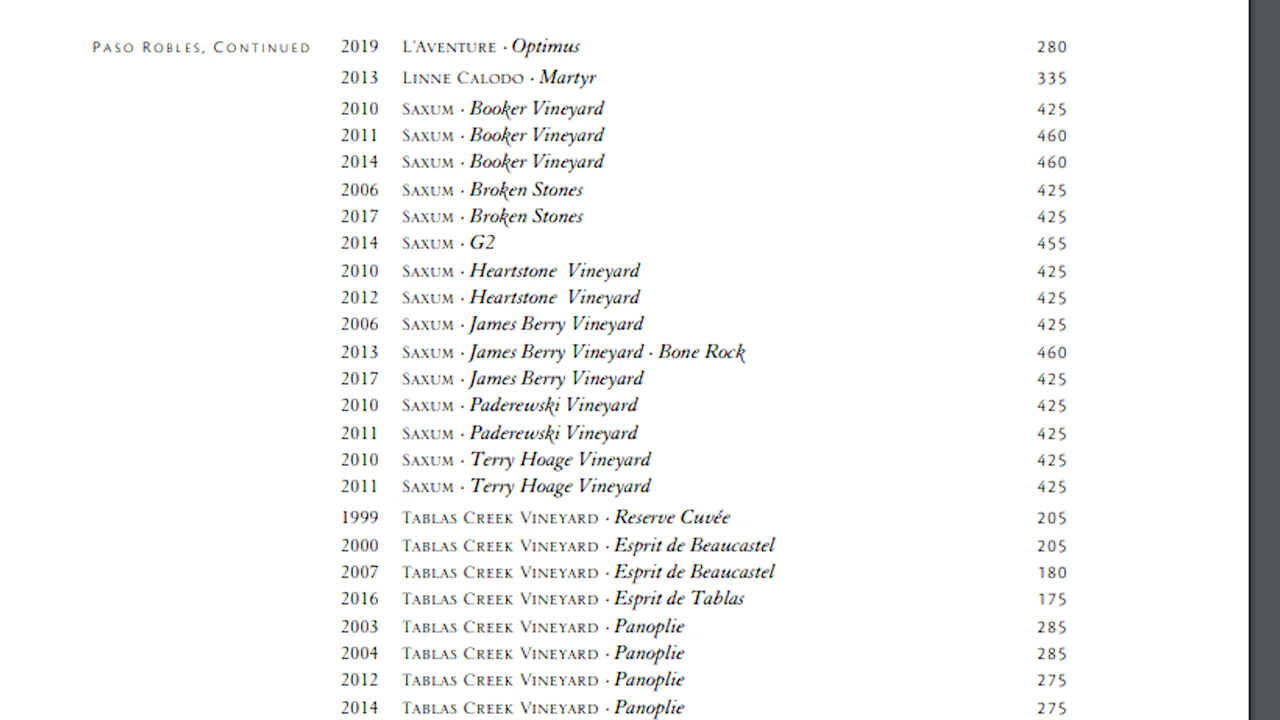 PASO ROBLES, CONTINUED 2019 L'AVENTURE · Optimus 280
2013 LINNE CALODO · Martyr 335
2010 SAXUM · Booker Vineyard 425
2011 SAXUM · Booker Vineyard 460
2014 SAXUM · Booker Vineyard 460
2006 SAXUM · Broken Stones 425
2017 SAXUM · Broken Stones 425
2014 SAXUM · G2 455
2010 SAXUM · Heartstone Vineyard 425
2012 SAXUM · Heartstone Vineyard 425
2006 SAXUM · James Berry Vineyard 425
2013 SAXUM · James Berry Vineyard · Bone Rock 460
2017 SAXUM · James Berry Vineyard 425
2010 SAXUM · Paderewski Vineyard 425
2011 SAXUM · Paderewski Vineyard 425
2010 SAXUM · Terry Hoage Vineyard 425
2011 SAXUM · Terry Hoage Vineyard 425
1999 TABLAS CREEK VINEYARD · Reserve Cuvée 205
2000 TABLAS CREEK VINEYARD · Esprit de Beaucastel 205
2007 TABLAS CREEK VINEYARD · Esprit de Beaucastel 180
2016 TABLAS CREEK VINEYARD · Esprit de Tablas 175
2003 TABLAS CREEK VINEYARD · Panoplie 285
2004 TABLAS CREEK VINEYARD · Panoplie 285
2012 TABLAS CREEK VINEYARD · Panoplie 275
2014 TABLAS CREEK VINEYARD · Panoplie 275